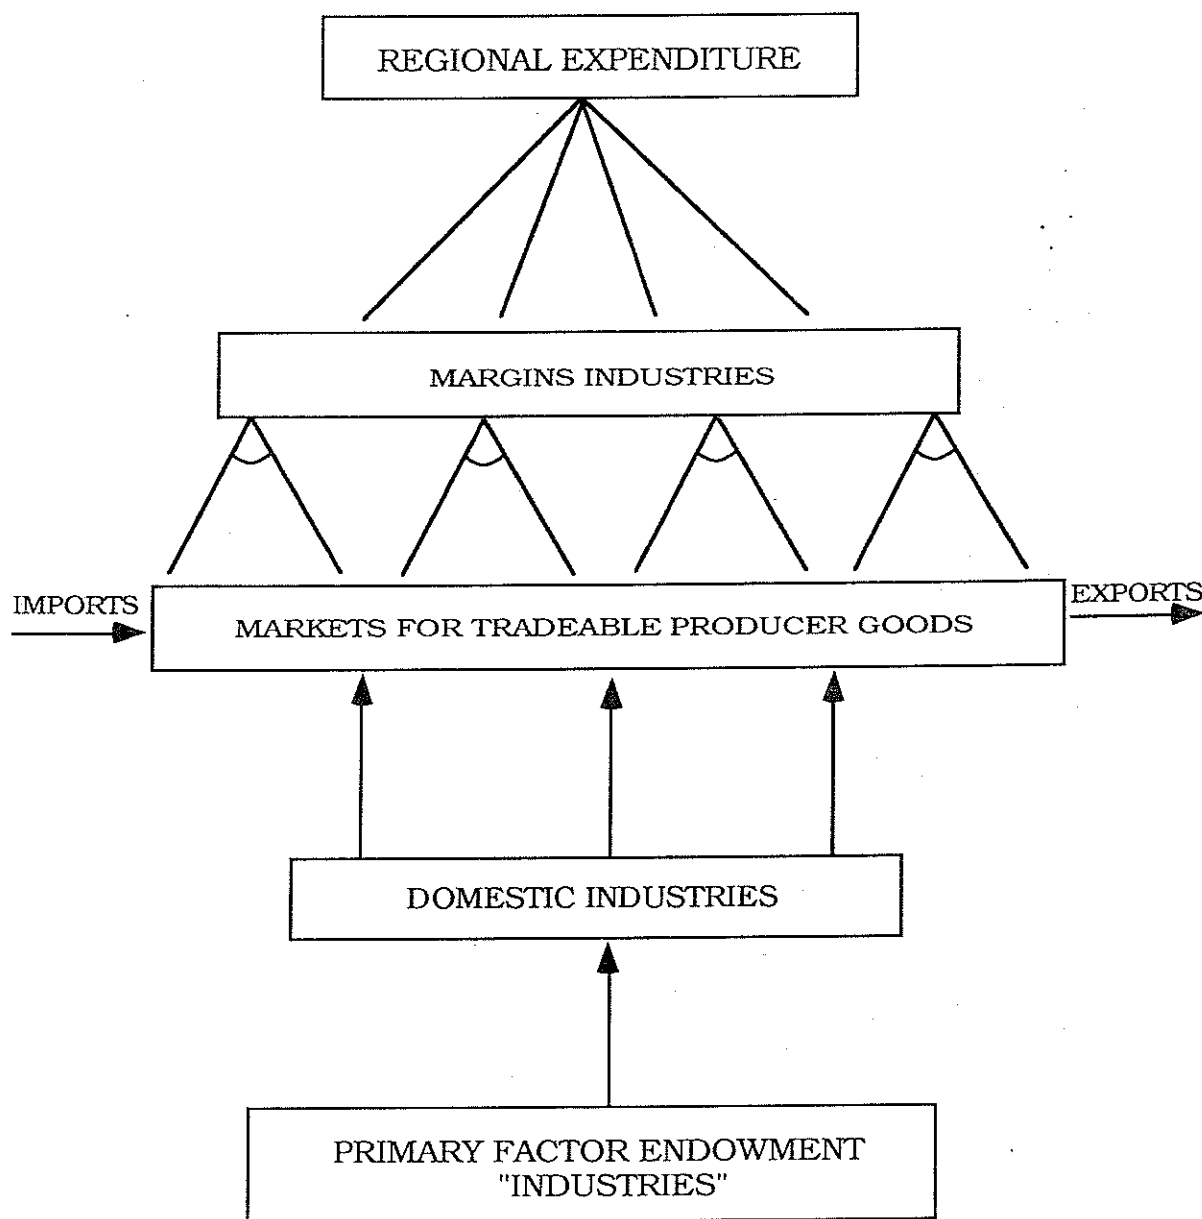 REGIONAL EXPENDITURE
MARGINS INDUSTRIES
IMPORTS
EXPORTS
MARKETS FOR TRADEABLE PRODUCER GOODS
DOMESTIC INDUSTRIES
PRIMARY FACTOR ENDOWMENT
"INDUSTRIES"